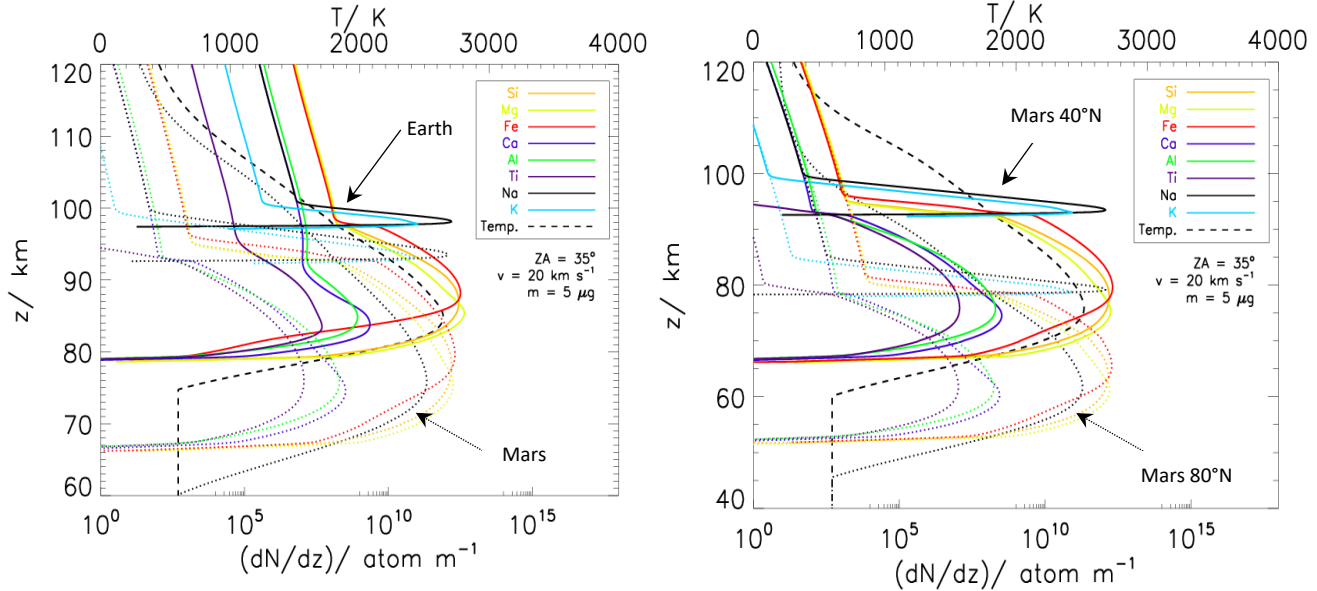 T/ K
0 1000 2000 3000 4000
120
110
100
90
80
70
60
z/ km
Earth
Mars
Si
Mg
Fe
Ca
Al
Ti
Na
K
Temp.
ZA = 35°
v = 20 km s⁻¹
m = 5 μg
10⁰ 10⁵ 10¹⁰ 10¹⁵
(dN/dz)/ atom m⁻¹
T/ K
0 1000 2000 3000 4000
120
100
80
60
40
z/ km
Mars 40°N
Mars 80°N
Si
Mg
Fe
Ca
Al
Ti
Na
K
Temp.
ZA = 35°
v = 20 km s⁻¹
m = 5 μg
10⁰ 10⁵ 10¹⁰ 10¹⁵
(dN/dz)/ atom m⁻¹